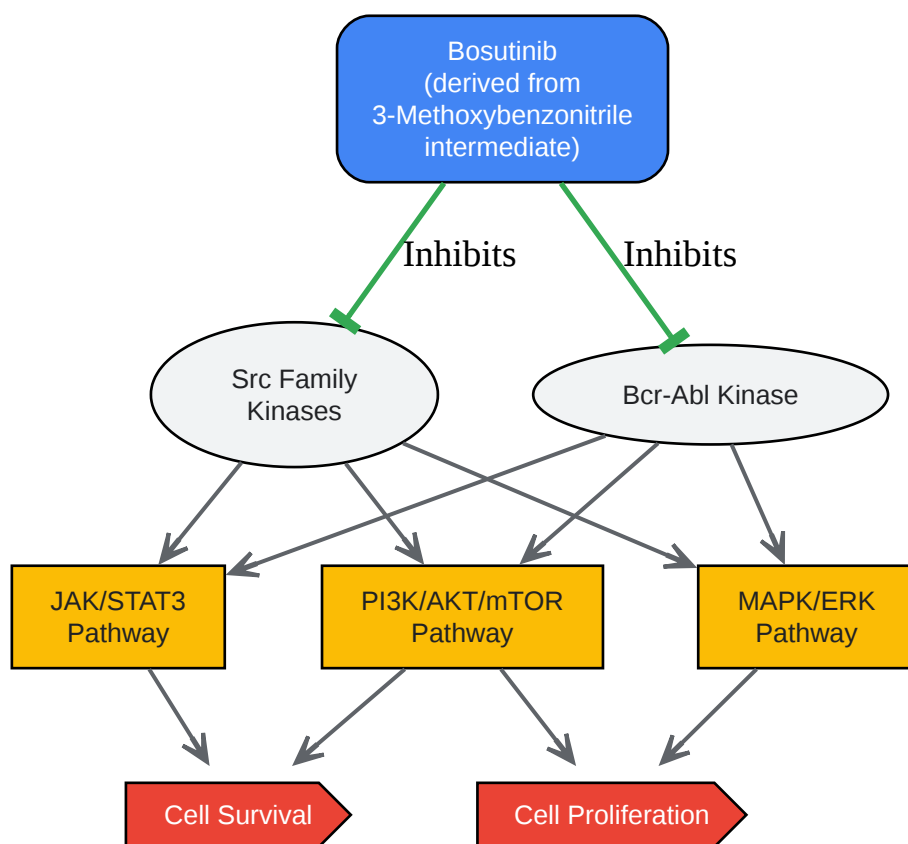 Bosutinib
(derived from
3-Methoxybenzonitrile
intermediate)
Inhibits
Inhibits
Src Family
Kinases
Bcr-Abl Kinase
JAK/STAT3
Pathway
PI3K/AKT/mTOR
Pathway
MAPK/ERK
Pathway
Cell Survival
Cell Proliferation